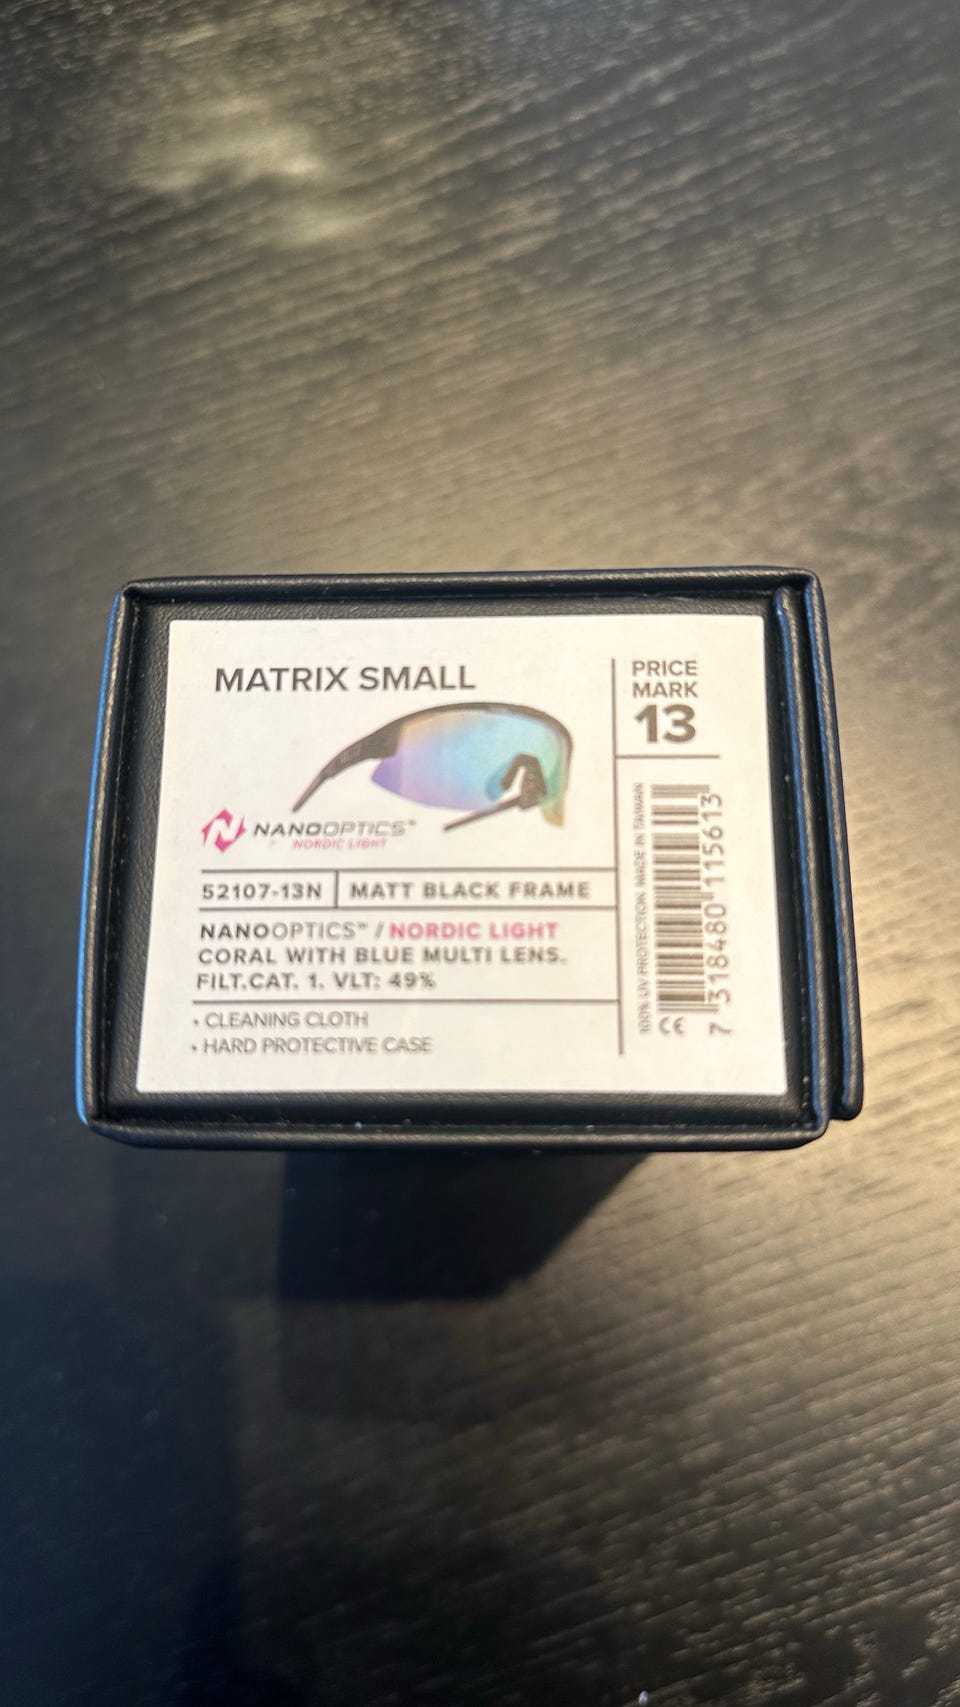 MATRIX SMALL
NANOOPTICS™
NORDIC LIGHT
52107-13N
MATT BLACK FRAME
NANOOPTICS™ / NORDIC LIGHT
CORAL WITH BLUE MULTI LENS.
FILT.CAT. 1. VLT: 49%
• CLEANING CLOTH
• HARD PROTECTIVE CASE
PRICE
MARK
13
100% UV PROTECTION MADE IN TAIWAN
CE
7 318480 115613